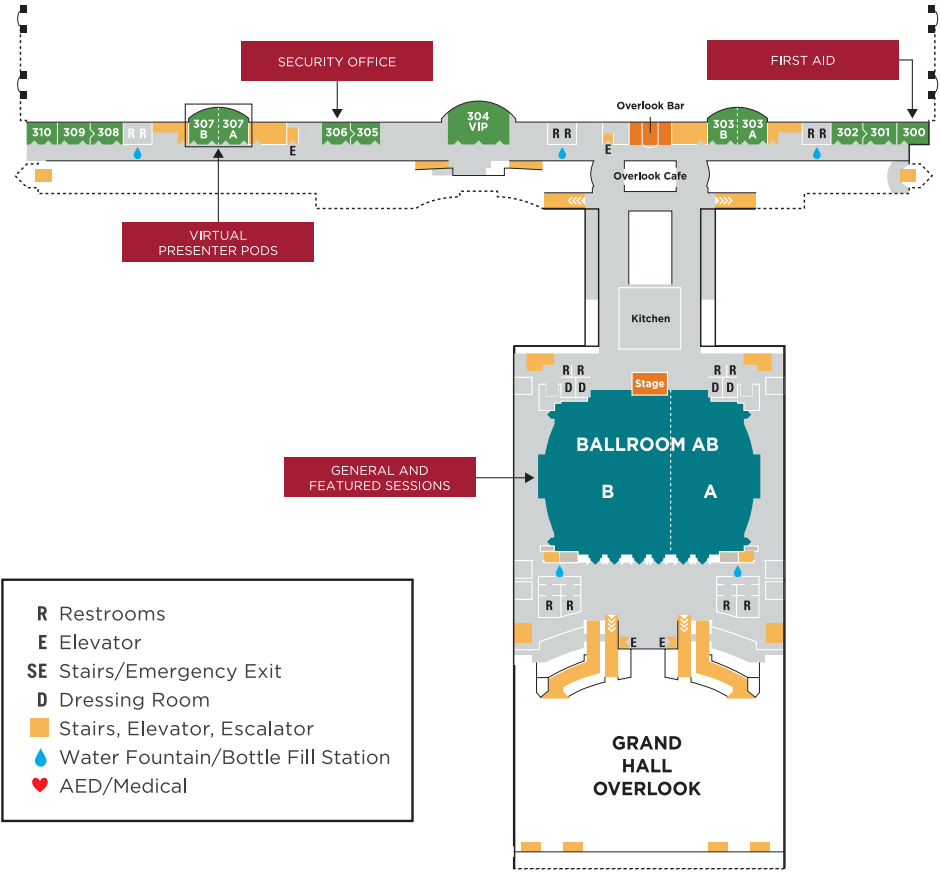 SECURITY OFFICE
FIRST AID
Overlook Bar
310 309 308 R R 307 B 307 A E 306 305 304 VIP R R E 303 B 303 A R R 302 301 300
Overlook Cafe
VIRTUAL
PRESENTER PODS
Kitchen
R R R R
D D Stage D D
BALLROOM AB
GENERAL AND
FEATURED SESSIONS
B A
R R R R
E E
GRAND
HALL
OVERLOOK
R Restrooms
E Elevator
SE Stairs/Emergency Exit
D Dressing Room
Stairs, Elevator, Escalator
Water Fountain/Bottle Fill Station
AED/Medical